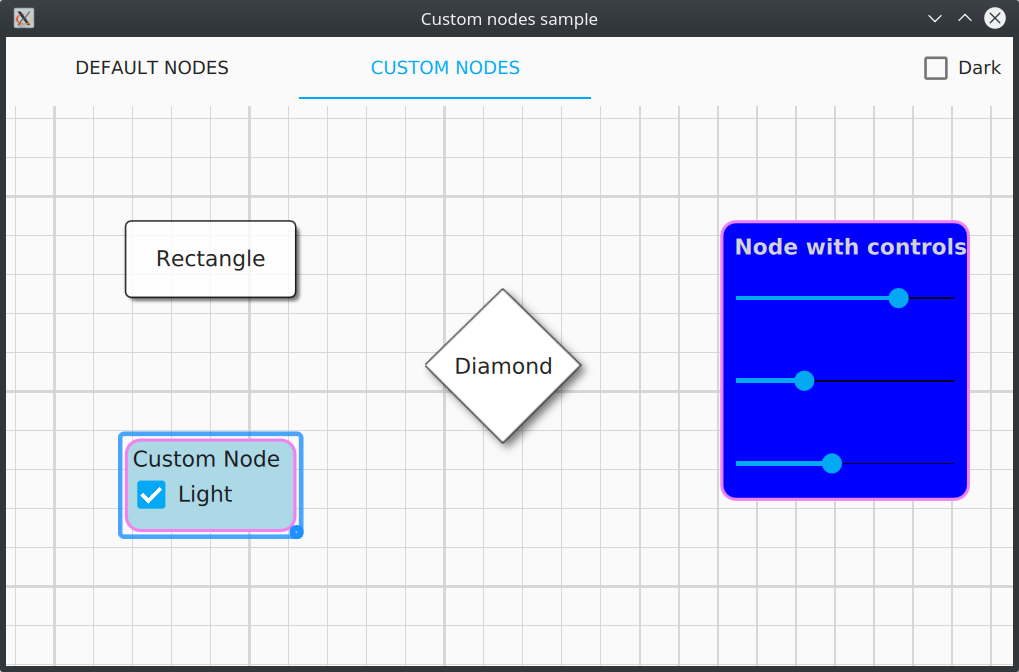 Custom nodes sample
DEFAULT NODES
CUSTOM NODES
Dark
Rectangle
Node with controls
Diamond
Custom Node
Light